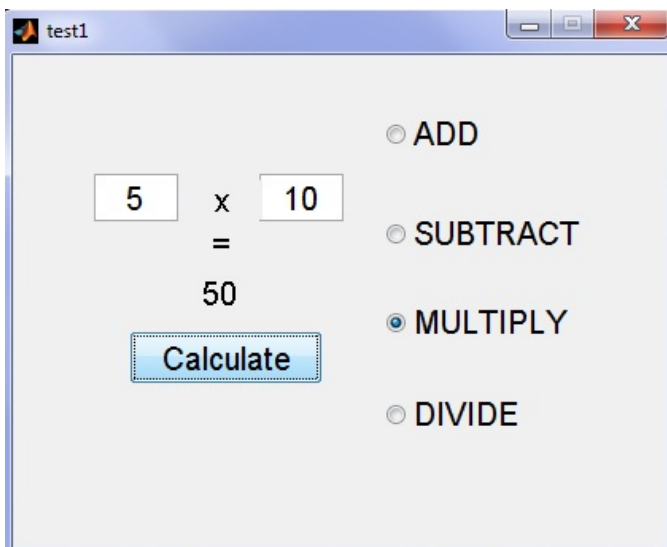 test1
5 x 10
=
50
Calculate
ADD
SUBTRACT
MULTIPLY
DIVIDE